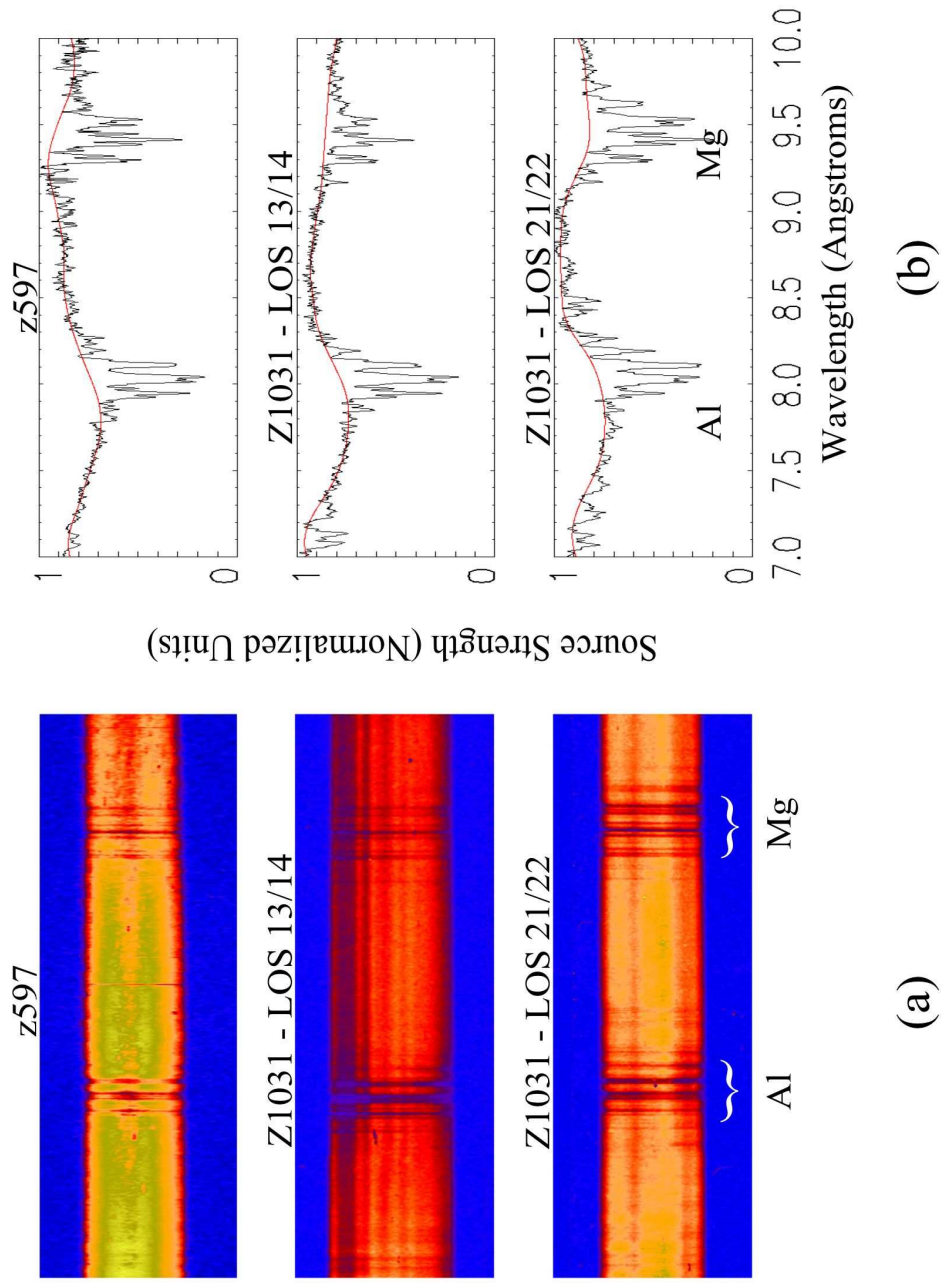 z597
Z1031 - LOS 13/14
Z1031 - LOS 21/22
Al
Mg
(a)
Source Strength (Normalized Units)
z597
1
0
Z1031 - LOS 13/14
1
0
Z1031 - LOS 21/22
1
0
Al
Mg
7.0 7.5 8.0 8.5 9.0 9.5 10.0
Wavelength (Angstroms)
(b)